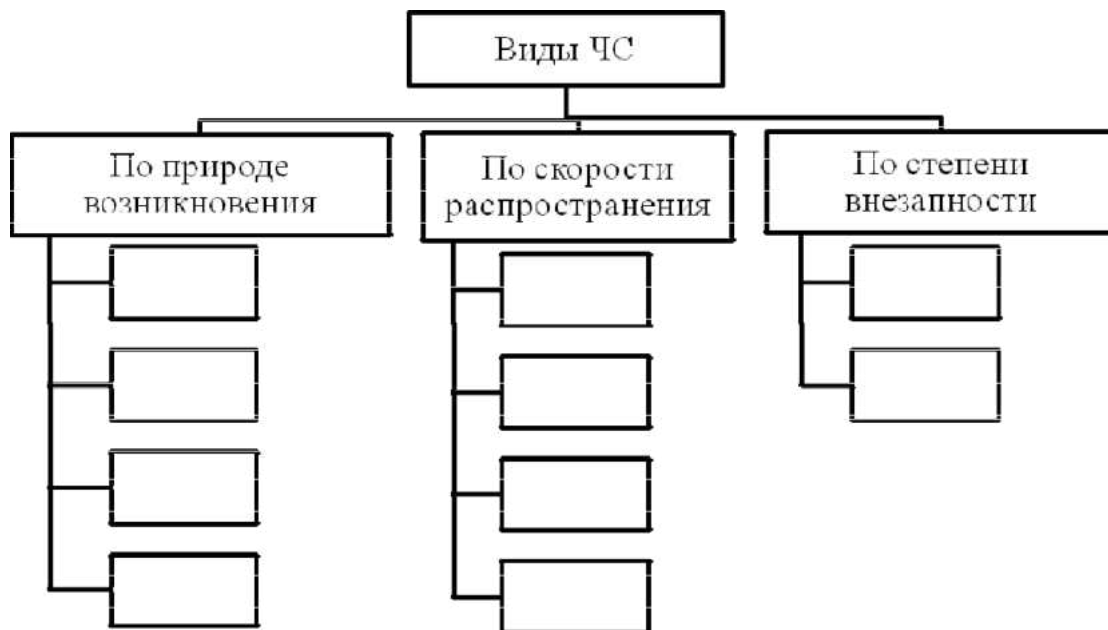 Виды ЧС
По природе
возникновения
По скорости
распространения
По степени
внезапности